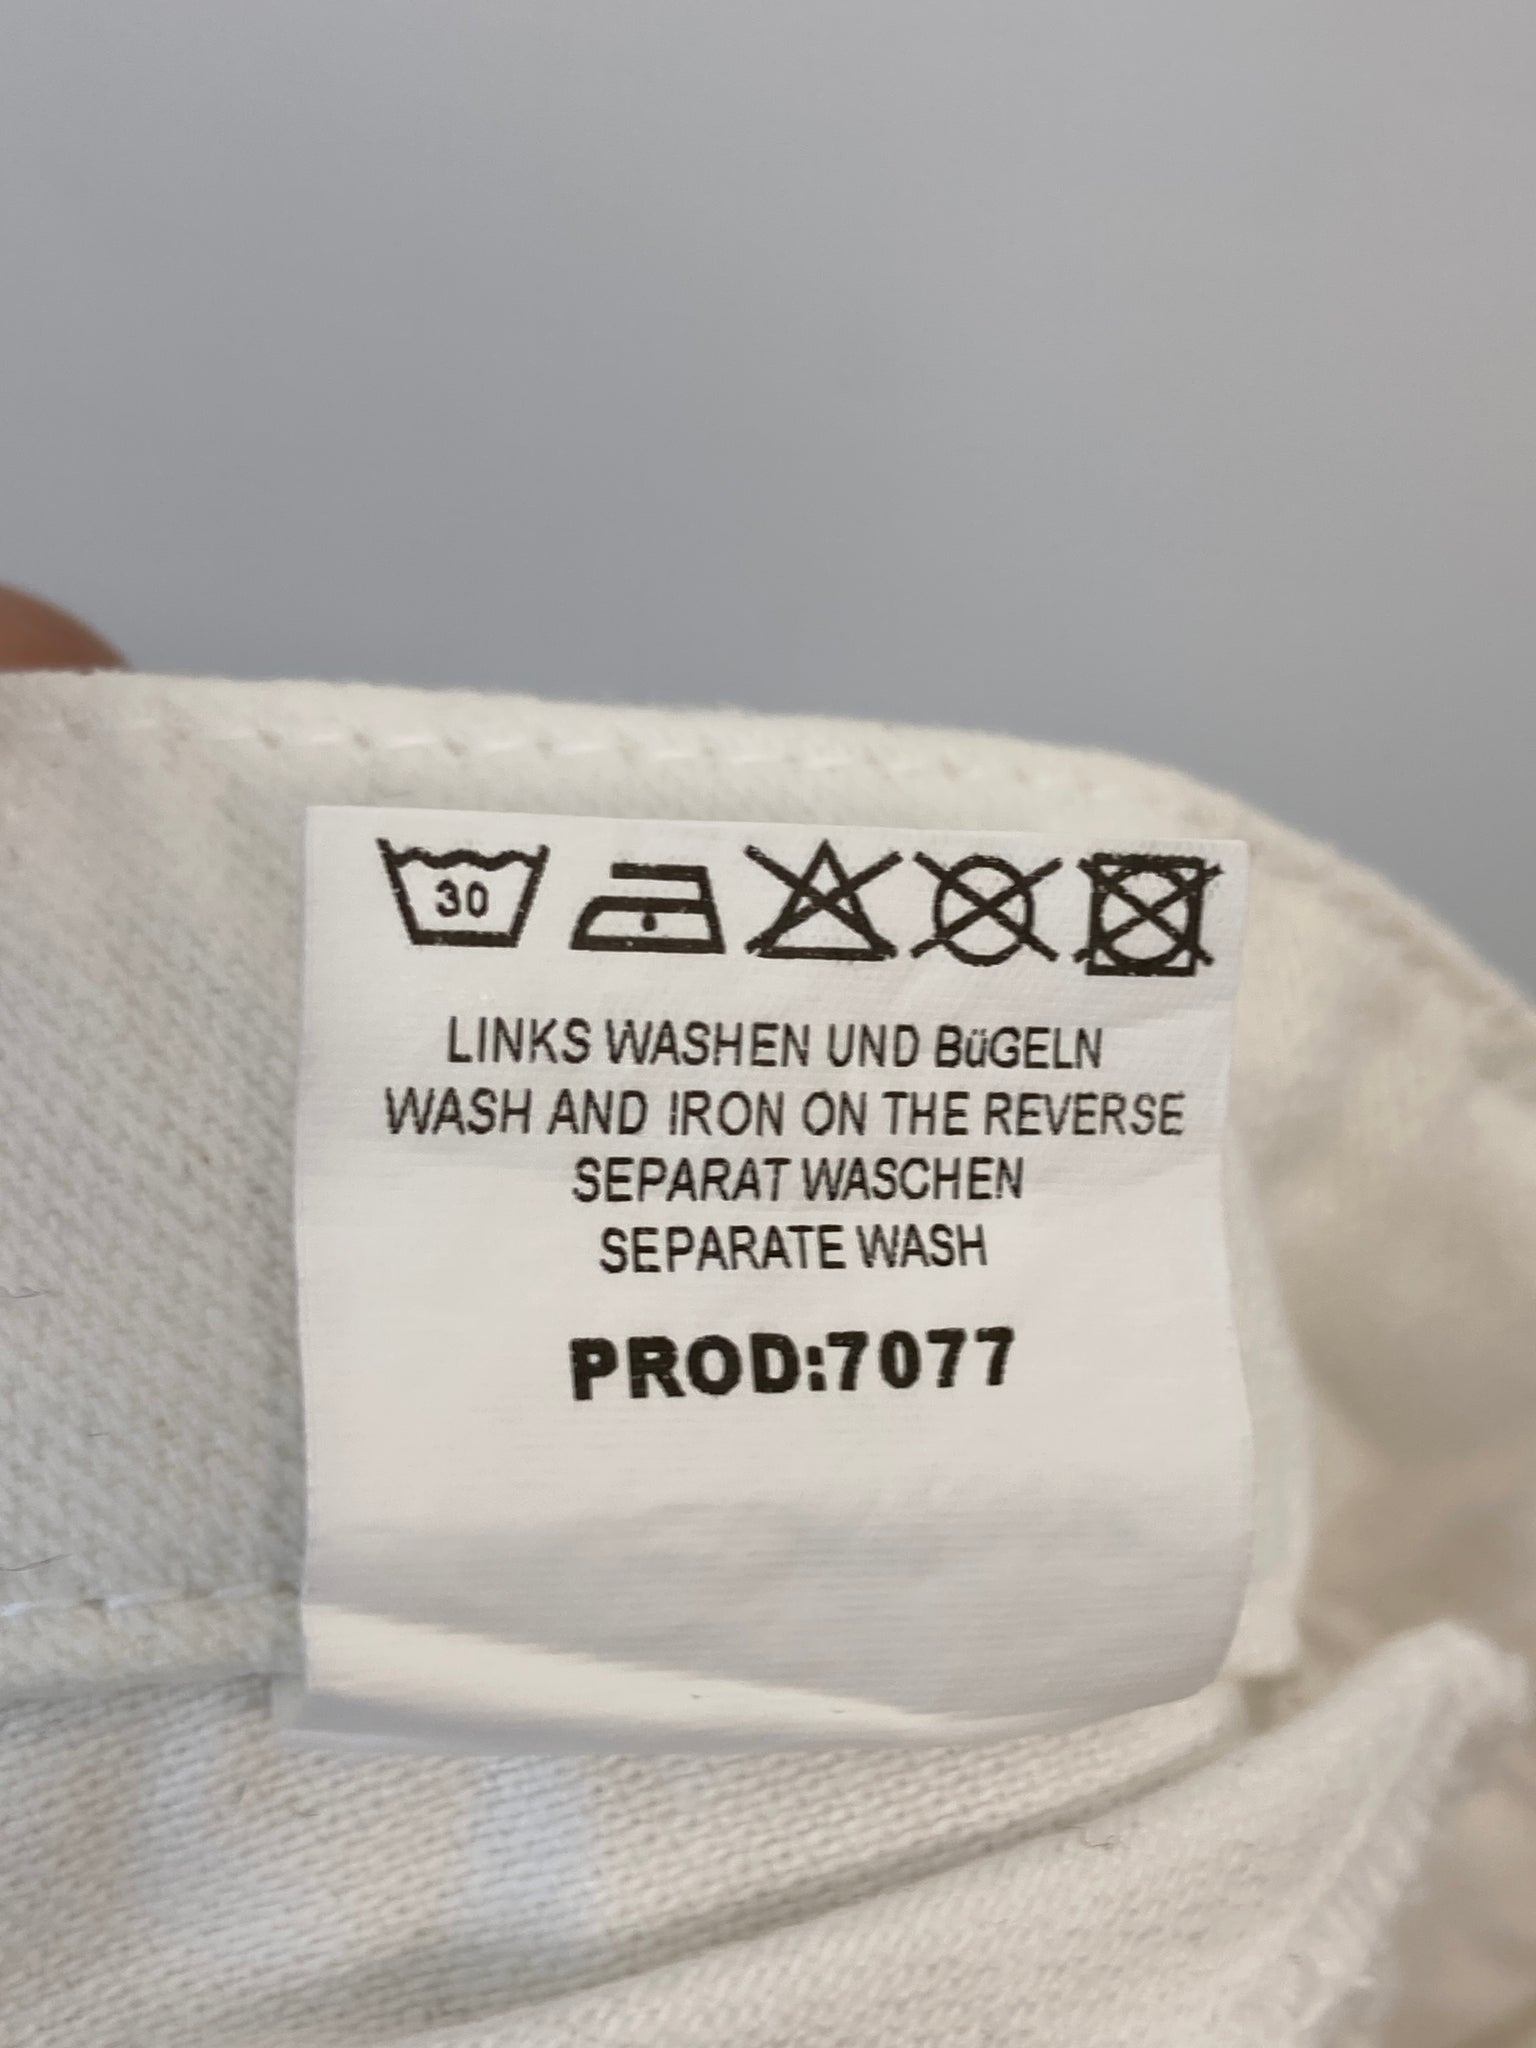 30
LINKS WASHEN UND BüGELN
WASH AND IRON ON THE REVERSE
SEPARAT WASCHEN
SEPARATE WASH
PROD:7077